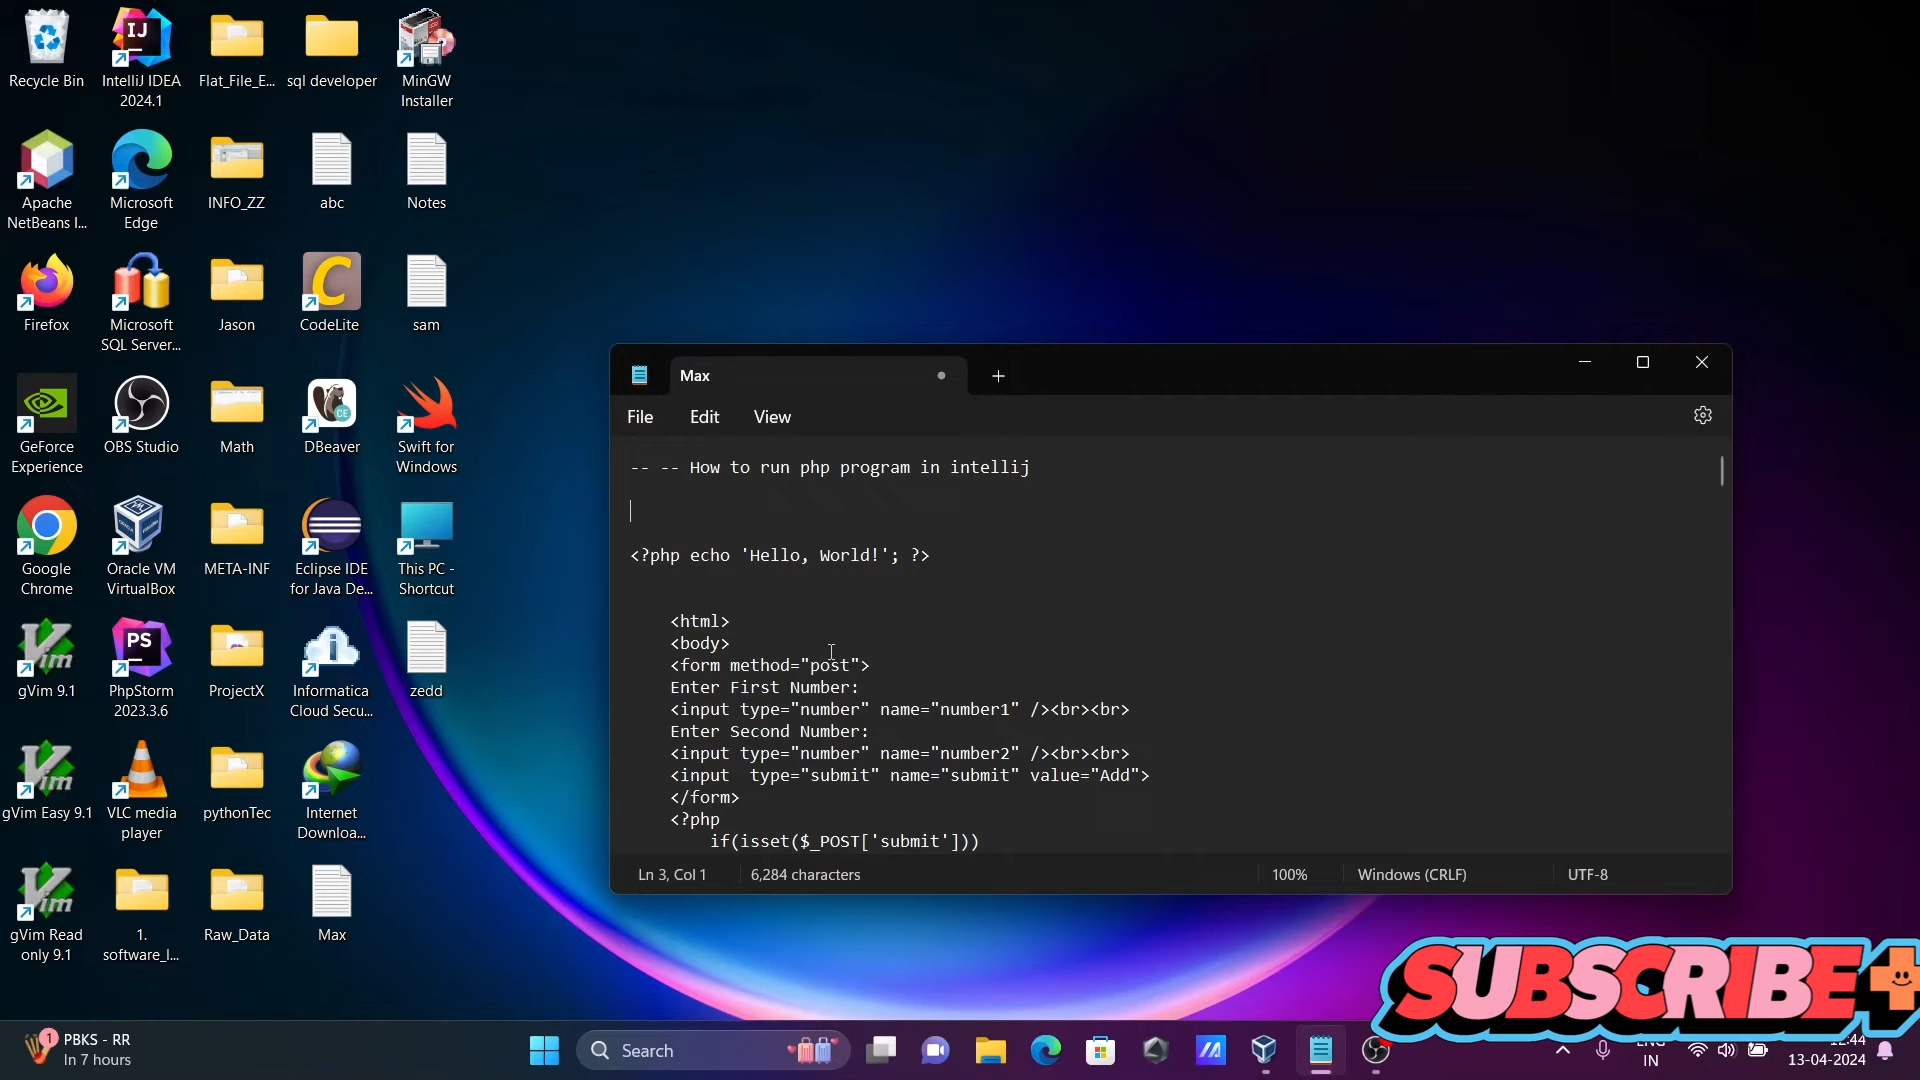 Recycle Bin
IntelliJ IDEA
2024.1
Flat_File_E...
sql developer
MinGW
Installer
Apache
NetBeans I...
Microsoft
Edge
INFO_ZZ
abc
Notes
Firefox
Microsoft
SQL Server...
Jason
CodeLite
sam
GeForce
Experience
OBS Studio
Math
DBeaver
Swift for
Windows
Google
Chrome
Oracle VM
VirtualBox
META-INF
Eclipse IDE
for Java De...
This PC -
Shortcut
gVim 9.1
PhpStorm
2023.3.6
ProjectX
Informatica
Cloud Secu...
zedd
gVim Easy 9.1
VLC media
player
pythonTec
Internet
Downloa...
gVim Read
only 9.1
1.
software_I...
Raw_Data
Max
Max
File Edit View
-- -- How to run php program in intellij
<?php echo 'Hello, World!'; ?>
<html>
<body>
<form method="post">
Enter First Number:
<input type="number" name="number1" /><br><br>
Enter Second Number:
<input type="number" name="number2" /><br><br>
<input  type="submit" name="submit" value="Add">
</form>
<?php
if(isset($_POST['submit']))
Ln 3, Col 1 6,284 characters 100% Windows (CRLF) UTF-8
SUBSCRIBE
1
PBKS - RR
In 7 hours
Search
ENG
IN
12:44
13-04-2024